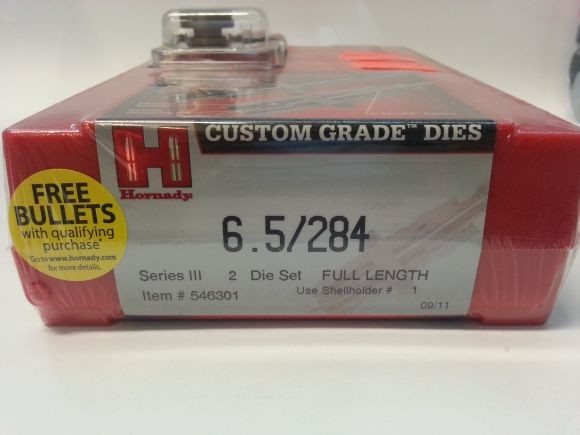 CUSTOM GRADE™ DIES
H
Hornady
FREE
BULLETS
with qualifying
purchase*
Go to www.hornady.com
for more details.
6.5/284
Series III 2 Die Set FULL LENGTH
Item # 546301 Use Shellholder # 1
09/11